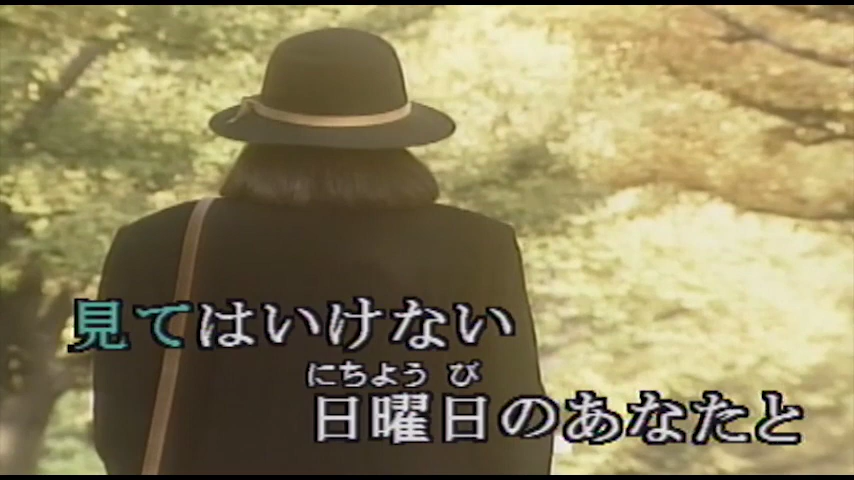 見てはいけない
にちようび
日曜日のあなたと